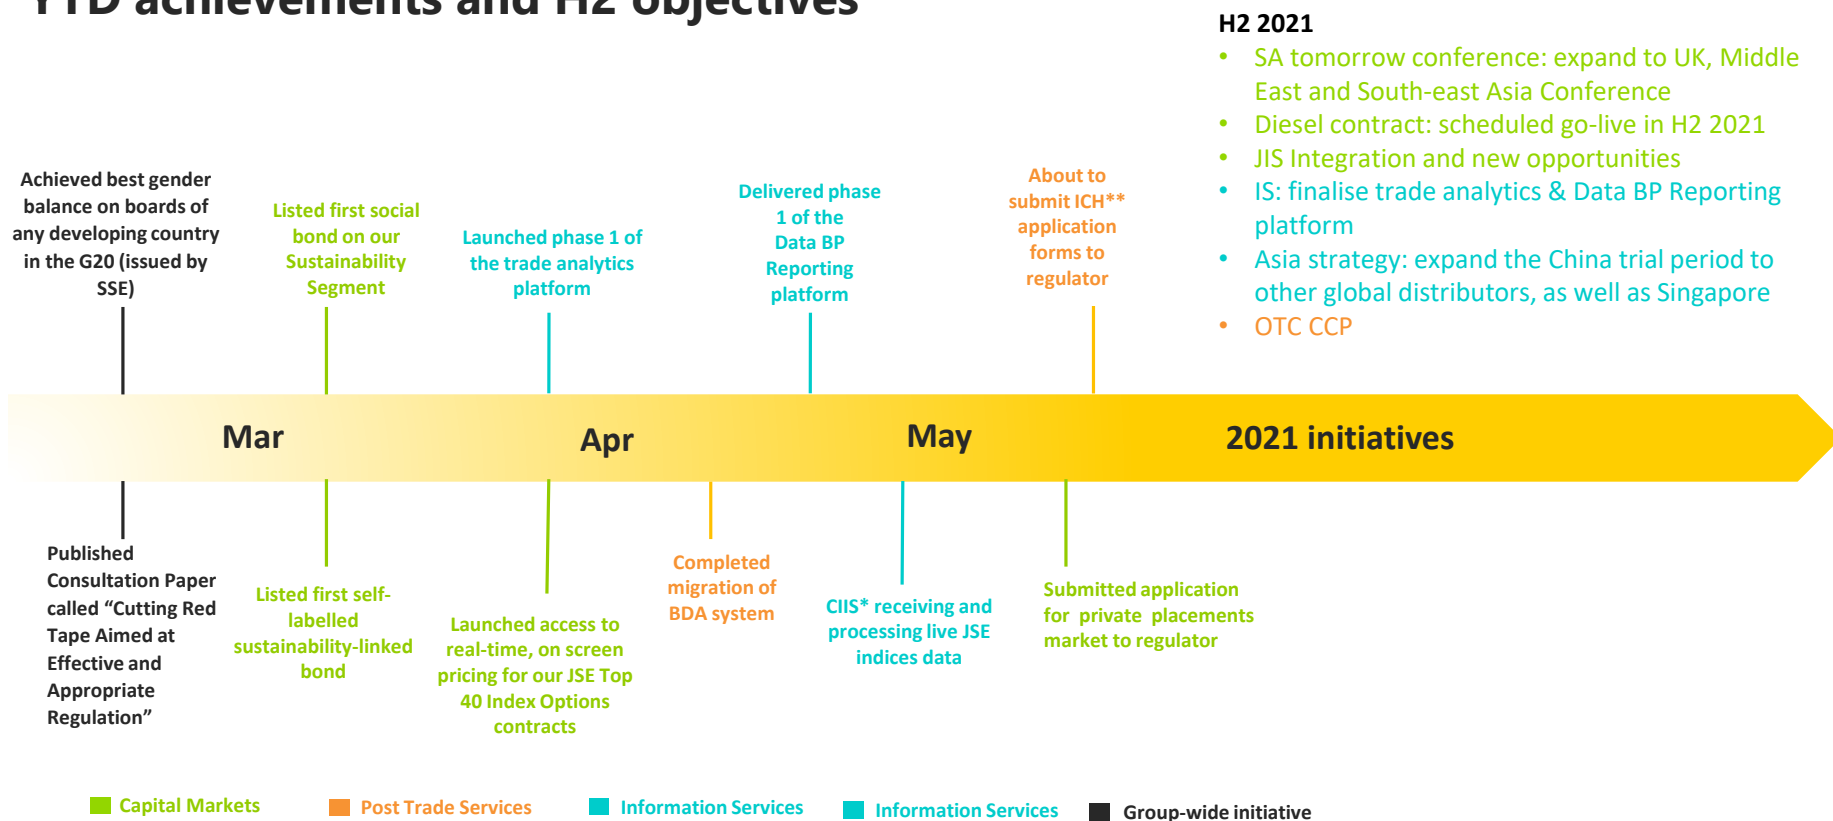 YTD achievements and H2 objectives
H2 2021
• SA tomorrow conference: expand to UK, Middle
East and South-east Asia Conference
• Diesel contract: scheduled go-live in H2 2021
• JIS Integration and new opportunities
• IS: finalise trade analytics & Data BP Reporting
platform
• Asia strategy: expand the China trial period to
other global distributors, as well as Singapore
• OTC CCP
Achieved best gender
balance on boards of
any developing country
in the G20 (issued by
SSE)
Listed first social
bond on our
Sustainability
Segment
Launched phase 1 of
the trade analytics
platform
Delivered phase
1 of the
Data BP
Reporting
platform
About to
submit ICH**
application
forms to
regulator
Mar
Apr
May
2021 initiatives
Published
Consultation Paper
called “Cutting Red
Tape Aimed at
Effective and
Appropriate
Regulation”
Listed first self-
labelled
sustainability-linked
bond
Launched access to
real-time, on screen
pricing for our JSE Top
40 Index Options
contracts
Completed
migration of
BDA system
CIIS* receiving and
processing live JSE
indices data
Submitted application
for private placements
market to regulator
Capital Markets
Post Trade Services
Information Services
Information Services
Group-wide initiative